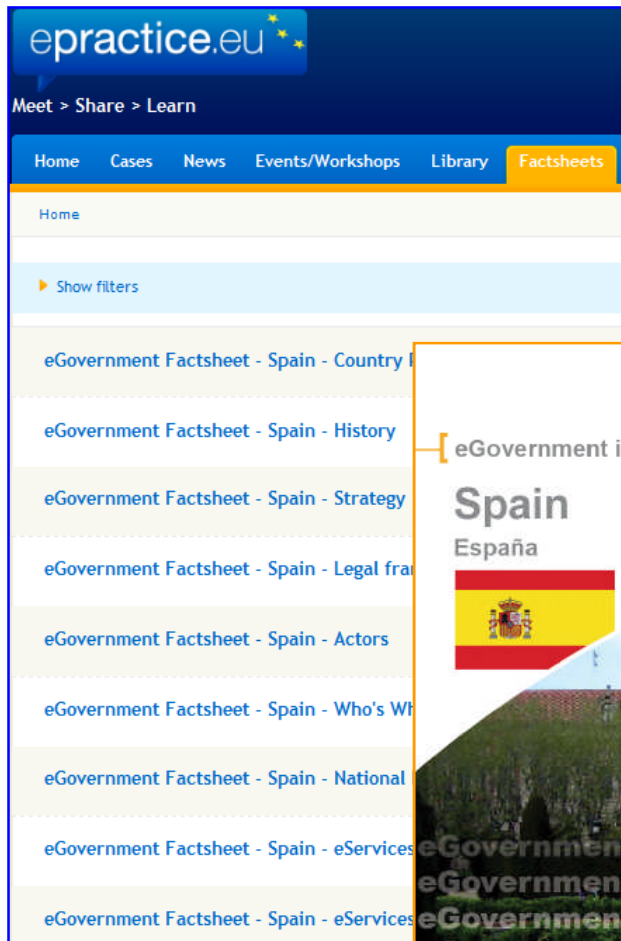 epractice.eu
Meet > Share > Learn
Home Cases News Events/Workshops Library Factsheets
Home
Show filters
eGovernment Factsheet - Spain - Country
eGovernment Factsheet - Spain - History
eGovernment Factsheet - Spain - Strategy
eGovernment Factsheet - Spain - Legal
eGovernment Factsheet - Spain - Actors
eGovernment Factsheet - Spain - Who's
eGovernment Factsheet - Spain - National
eGovernment Factsheet - Spain - eServices
eGovernment Factsheet - Spain - eServices
eGovernment
Spain
España
eGovernmen
eGovernmen
eGovernmen